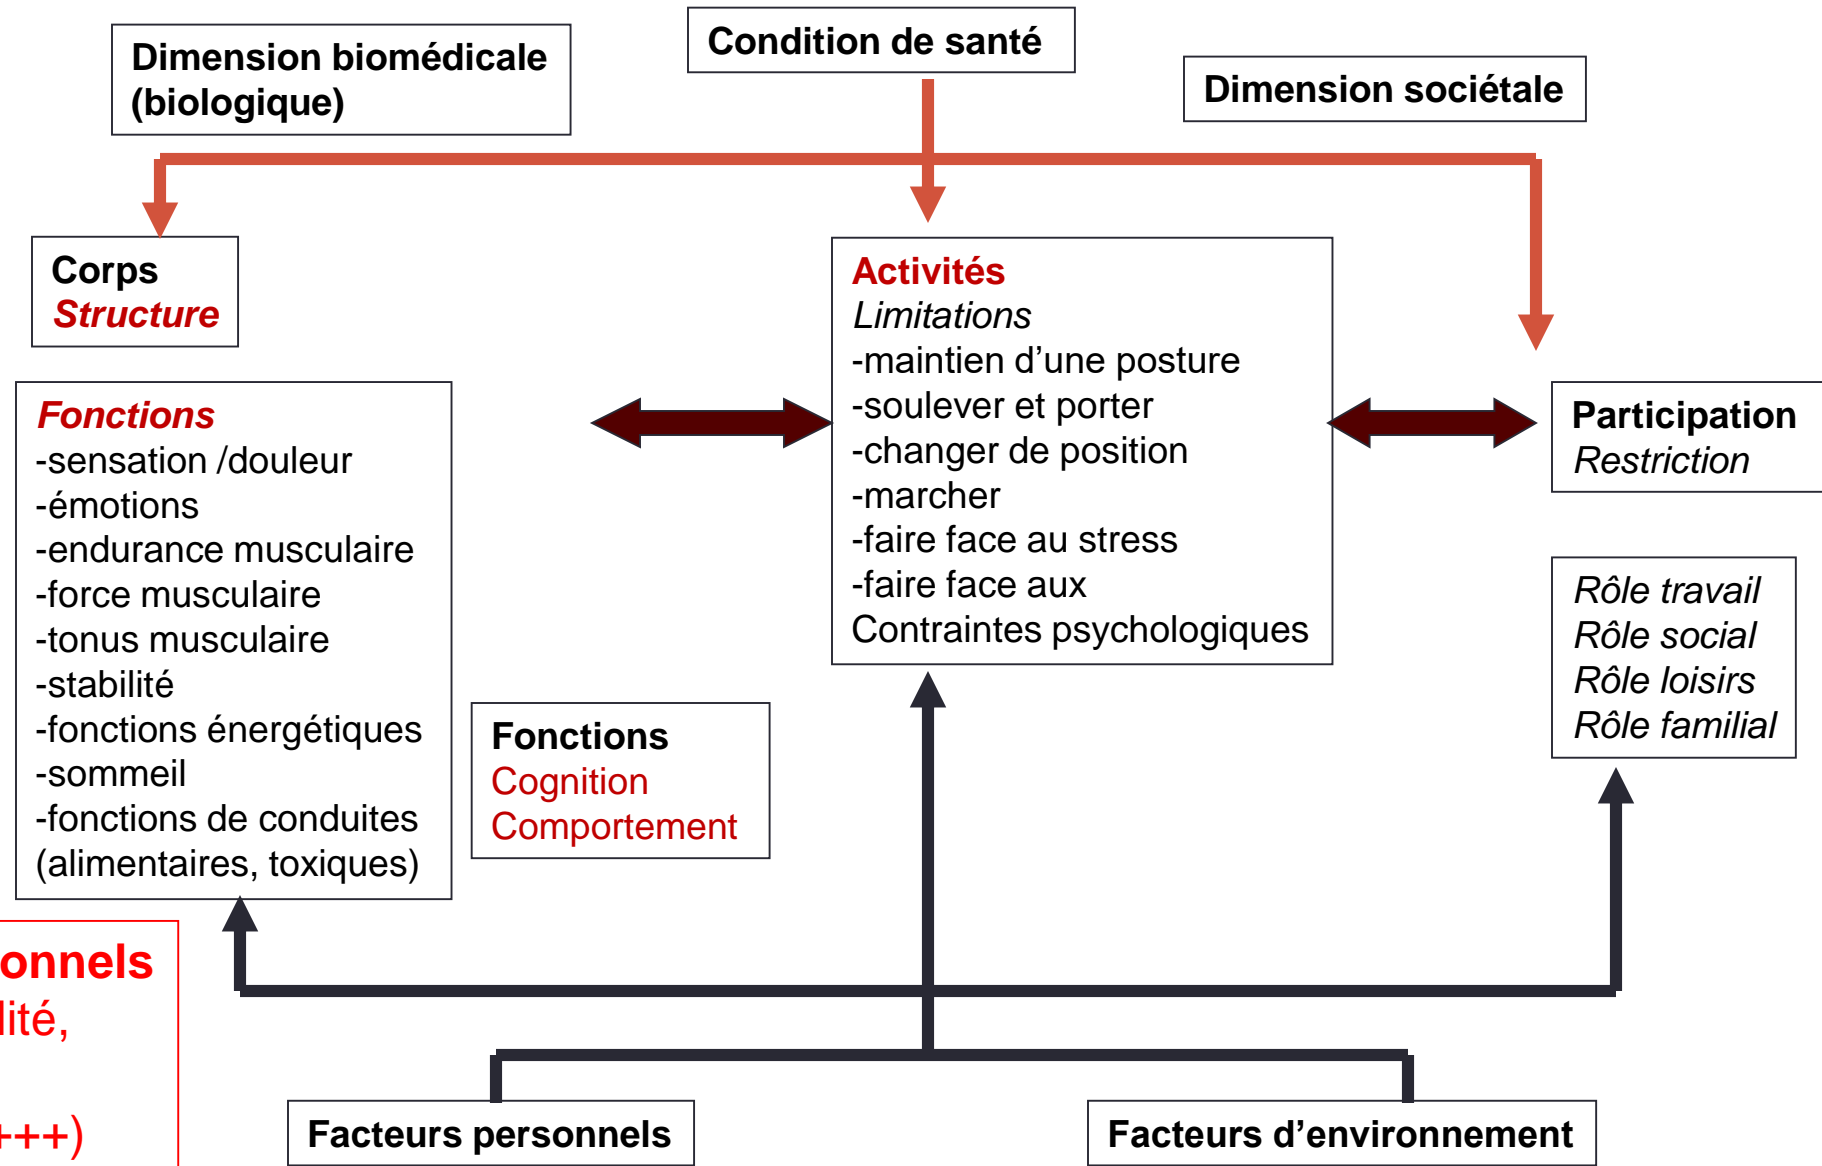 Dimension biomédicale
(biologique)
Condition de santé
Dimension sociétale
Corps
Structure
Fonctions
-sensation /douleur
-émotions
-endurance musculaire
-force musculaire
-tonus musculaire
-stabilité
-fonctions énergétiques
-sommeil
-fonctions de conduites
(alimentaires, toxiques)
Fonctions
Cognition
Comportement
Activités
Limitations
-maintien d’une posture
-soulever et porter
-changer de position
-marcher
-faire face au stress
-faire face aux
Contraintes psychologiques
Participation
Restriction
Rôle travail
Rôle social
Rôle loisirs
Rôle familial
onnels
lité,
+++)
Facteurs personnels
Facteurs d’environnement